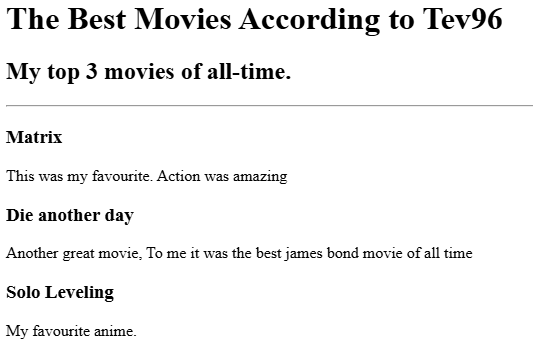 The Best Movies According to Tev96
My top 3 movies of all-time.
Matrix
This was my favourite. Action was amazing
Die another day
Another great movie, To me it was the best james bond movie of all time
Solo Leveling
My favourite anime.